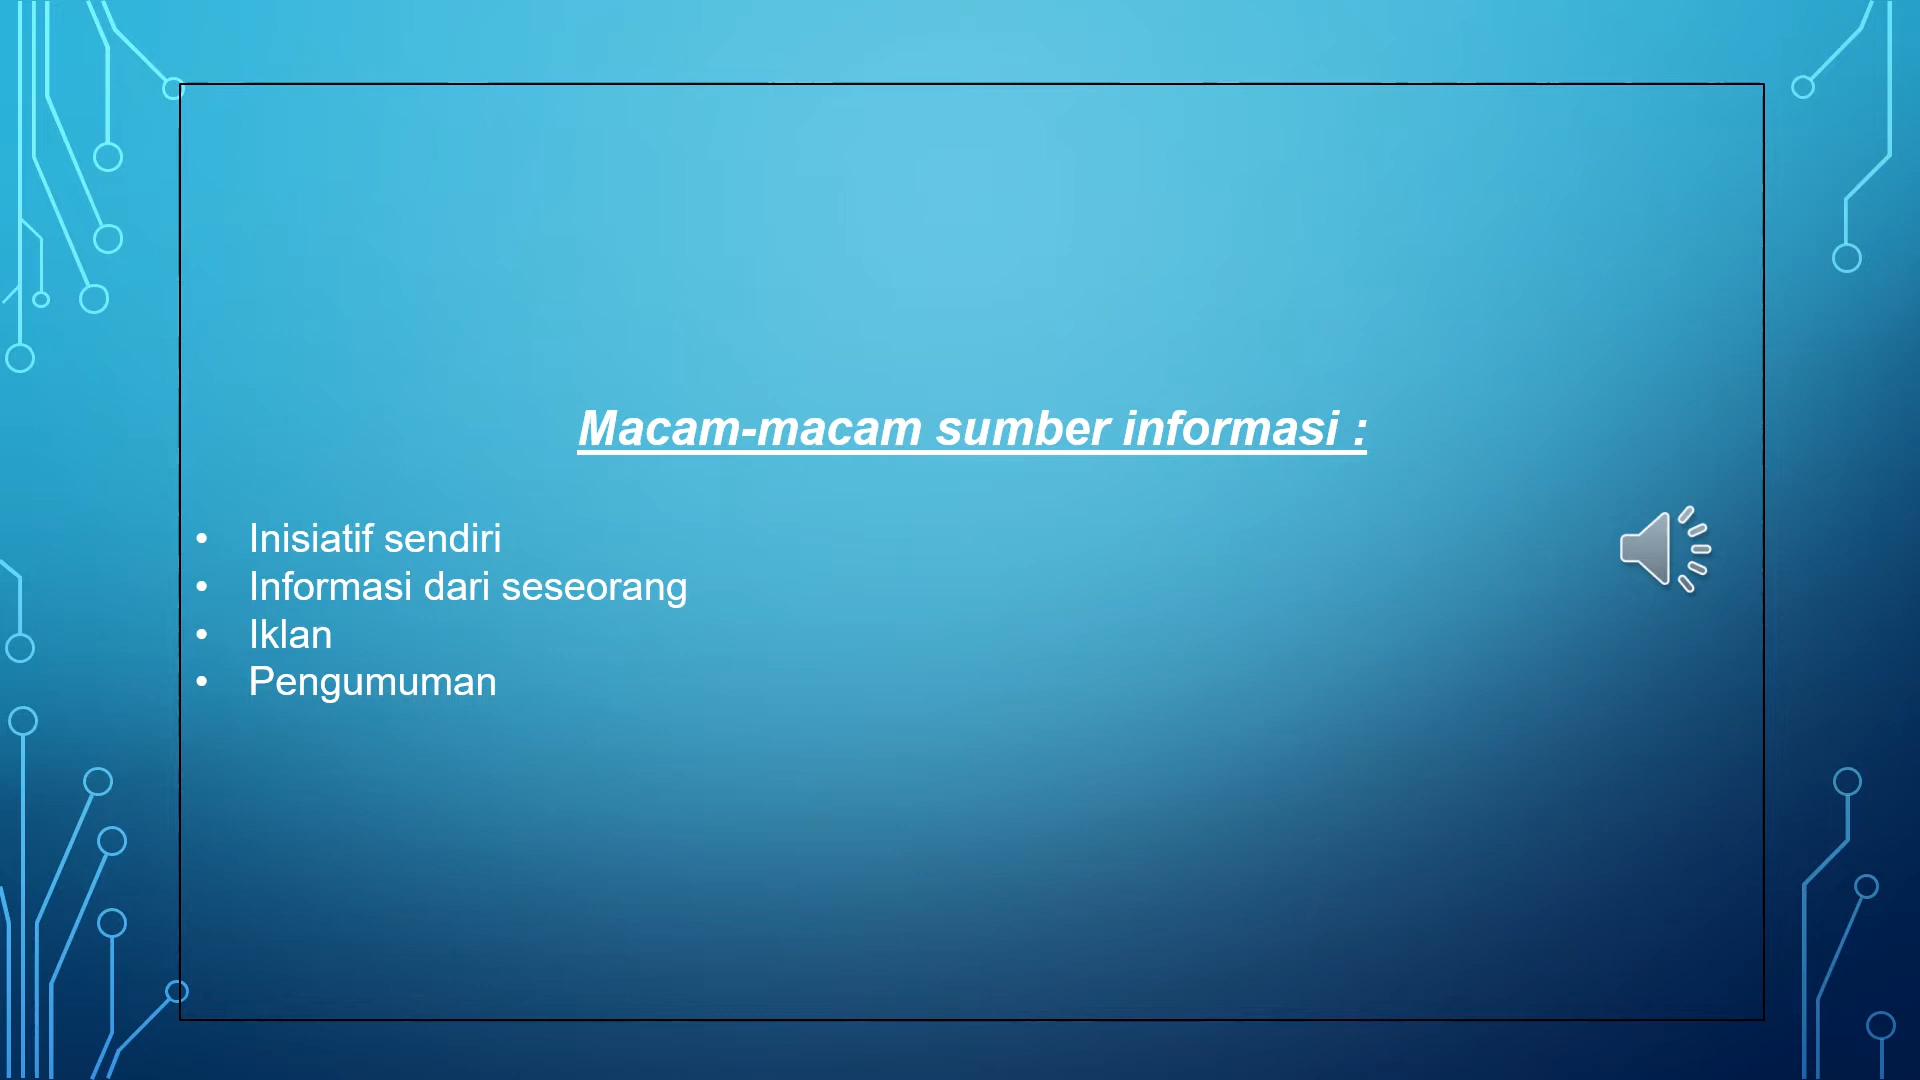 Macam-macam sumber informasi :
• Inisiatif sendiri
• Informasi dari seseorang
• Iklan
• Pengumuman